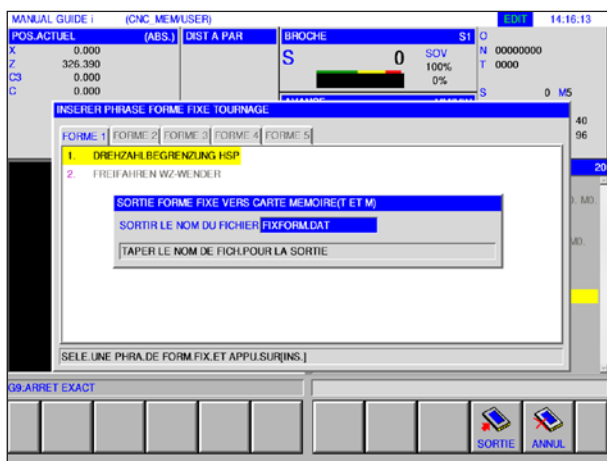 MANUAL GUIDE i (CNC_MEM/USER) EDIT 14:16:13
POS.ACTUEL (ABS.) DIST A PAR BROCHE S1 O
X 0.000 S 0 SOV N 00000000
Z 326.390 100% T 0000
C3 0.000 0%
C 0.000 S 0 M5
INSERER PHRASE FORME FIXE TOURNAGE
40
96
FORME 1 FORME 2 FORME 3 FORME 4 FORME 5
1. DREHZAHLBEGRENZUNG HSP
20
2. FREIFAHREN WZ-WENDER
SORTIE FORME FIXE VERS CARTE MEMOIRE(T ET M)
SORTIR LE NOM DU FICHIER FIXFORM.DAT
TAPER LE NOM DE FICH.POUR LA SORTIE
SELE.UNE PHRA.DE FORM.FIX.ET APPU.SUR[INS.]
G9:ARRET EXACT
SORTIE ANNUL